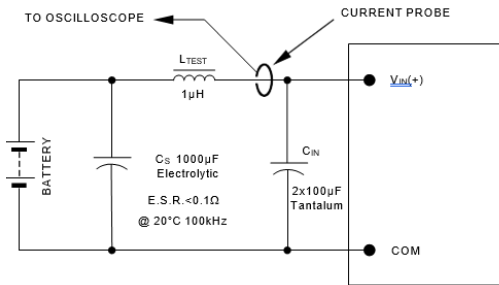 TO OSCILLOSCOPE
CURRENT PROBE
LTEST
1µH
VIN(+)
BATTERY
CS 1000µF
Electrolytic
E.S.R.<0.1Ω
@ 20°C 100kHz
CIN
2x100µF
Tantalum
COM